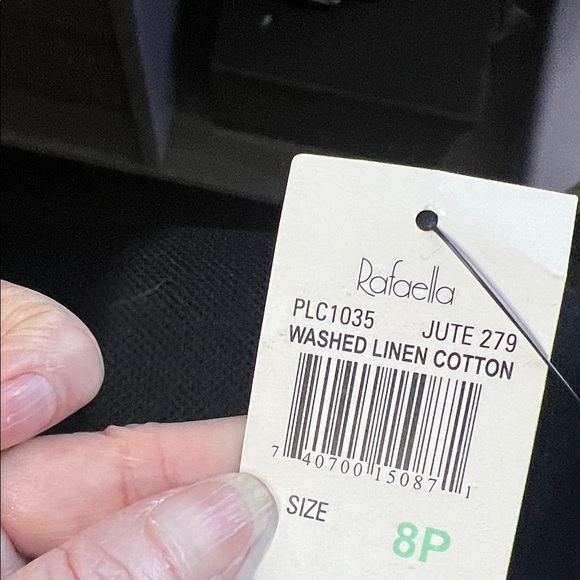 Rafaella
PLC1035 JUTE 279
WASHED LINEN COTTON
7 40700 15087 1
SIZE 8P